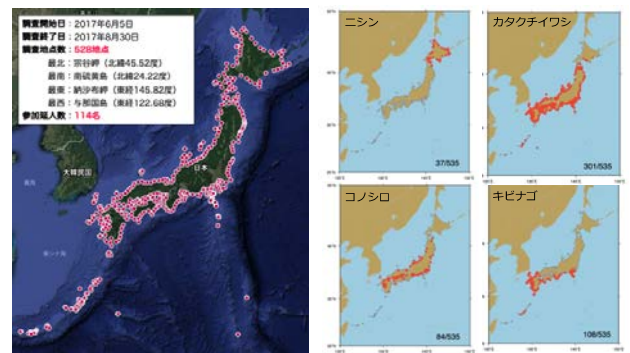 調査開始日：2017年6月5日
調査終了日：2017年8月30日
調査地点数：528地点
最北：宗谷岬（北緯45.52度）
最南：南硫黄島（北緯24.22度）
最東：納沙布岬（東経145.82度）
最西：与那国島（東経122.68度）
参加延人数：114名
大韓民国
日本
ニシン
37/535
カタクチイワシ
301/535
コノシロ
84/535
キビナゴ
108/535